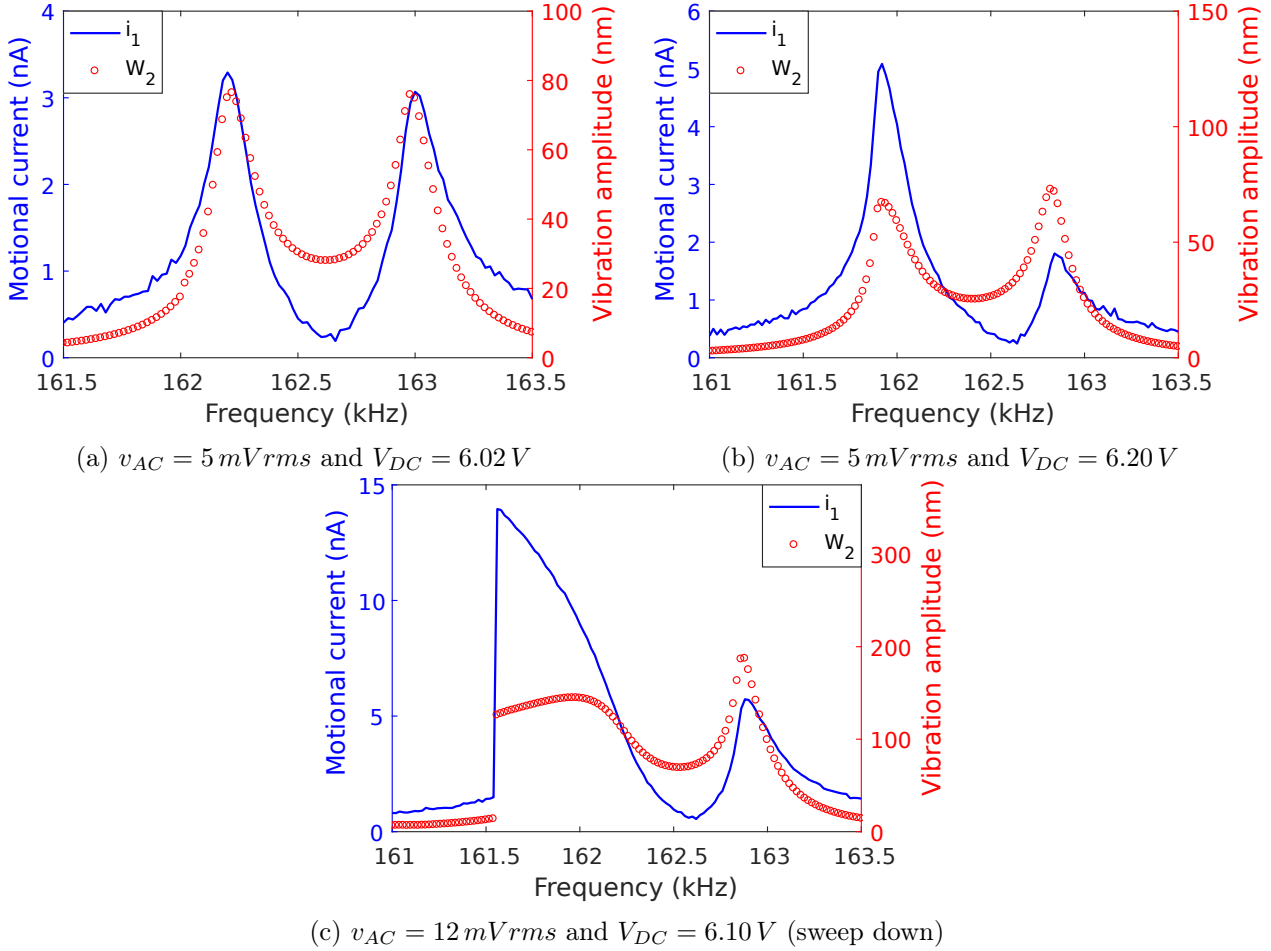 Motional current (nA)
4
3
2
1
0
i1
W2
100
80
60
40
20
0
Vibration amplitude (nm)
161.5 162 162.5 163 163.5
Frequency (kHz)
(a) vAC = 5 mVrms and VDC = 6.02 V
Motional current (nA)
6
5
4
3
2
1
0
i1
W2
150
100
50
0
Vibration amplitude (nm)
161 161.5 162 162.5 163 163.5
Frequency (kHz)
(b) vAC = 5 mVrms and VDC = 6.20 V
Motional current (nA)
15
10
5
0
i1
W2
300
200
100
0
Vibration amplitude (nm)
161 161.5 162 162.5 163 163.5
Frequency (kHz)
(c) vAC = 12 mVrms and VDC = 6.10 V (sweep down)